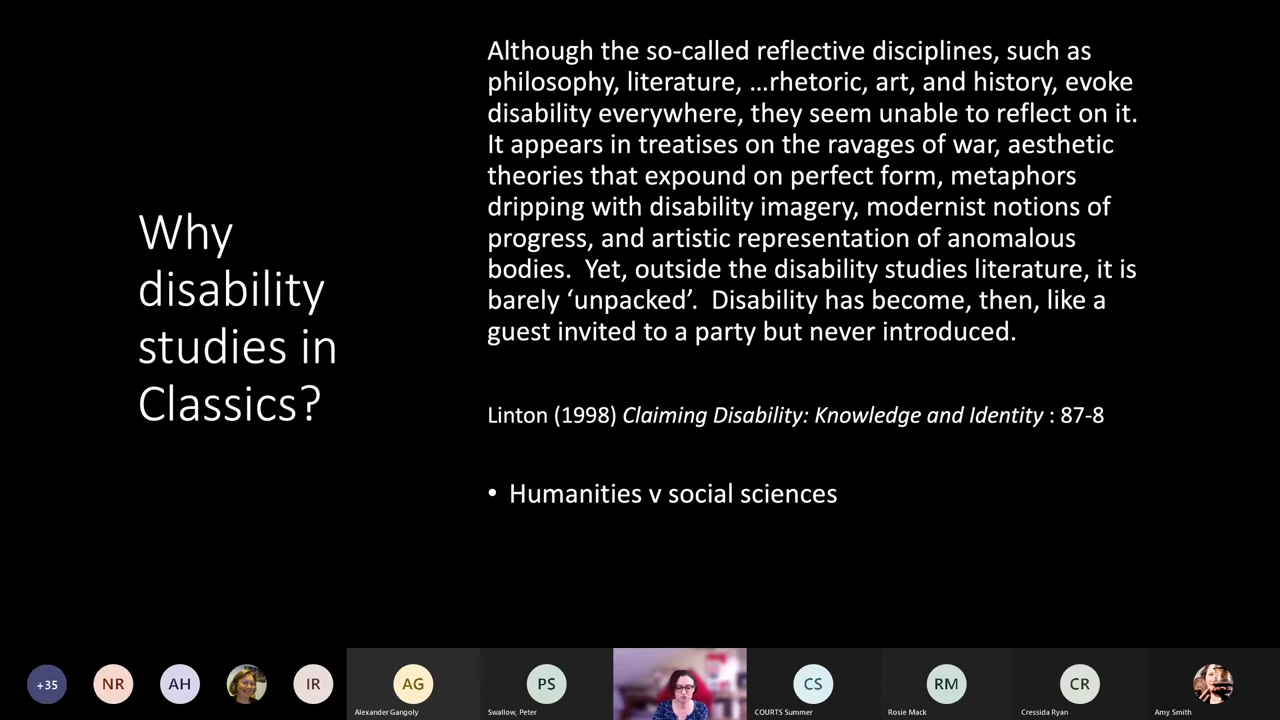 Why
disability
studies in
Classics?
Although the so-called reflective disciplines, such as
philosophy, literature, …rhetoric, art, and history, evoke
disability everywhere, they seem unable to reflect on it.
It appears in treatises on the ravages of war, aesthetic
theories that expound on perfect form, metaphors
dripping with disability imagery, modernist notions of
progress, and artistic representation of anomalous
bodies.  Yet, outside the disability studies literature, it is
barely ‘unpacked’.  Disability has become, then, like a
guest invited to a party but never introduced.
Linton (1998) Claiming Disability: Knowledge and Identity : 87-8
• Humanities v social sciences
+35 NR AH IR AG PS CS RM CR
Alexander Gangoly Swallow, Peter COURTS Summer Rosie Mack Cressida Ryan Amy Smith